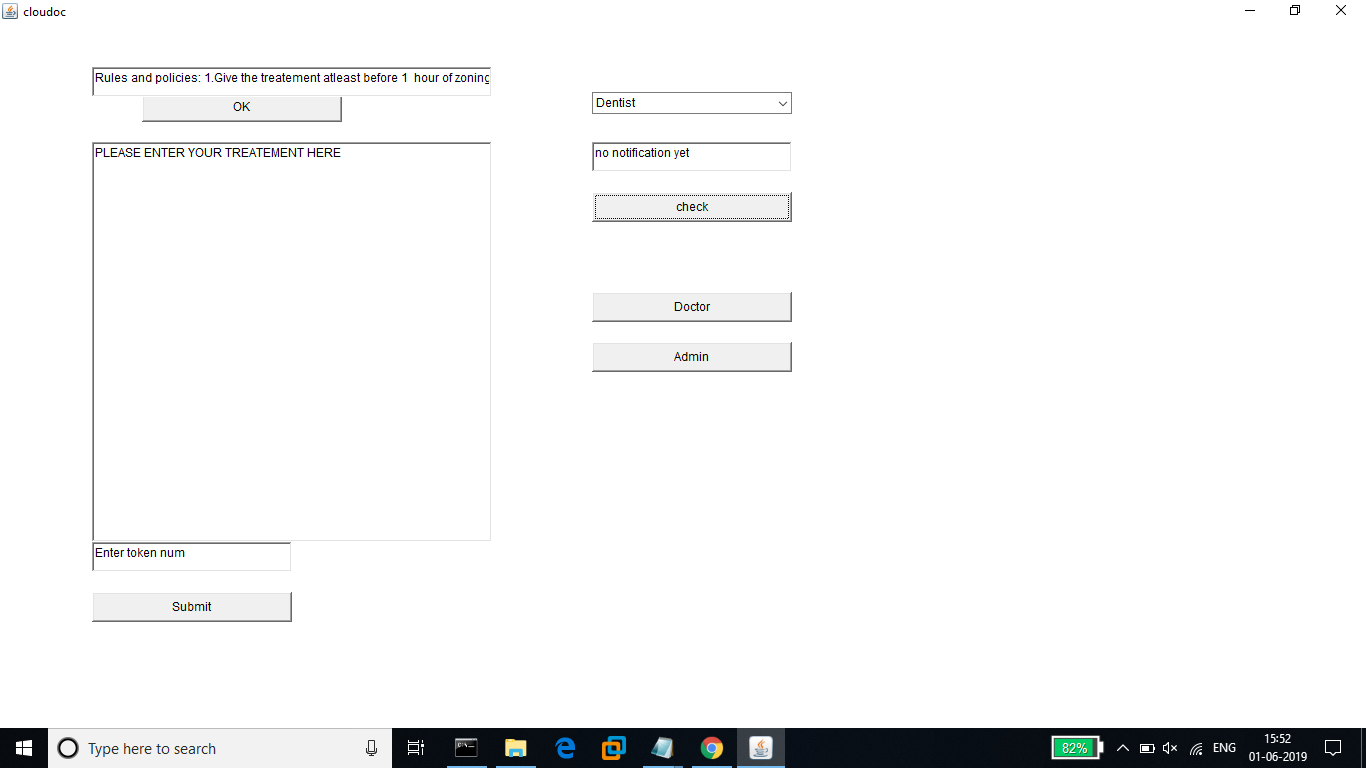 cloudoc
Rules and policies: 1.Give the treatement atleast before 1  hour of zoning
OK
PLEASE ENTER YOUR TREATEMENT HERE
Enter token num
Submit
Dentist
no notification yet
check
Doctor
Admin
Type here to search
82%
ENG
15:52
01-06-2019